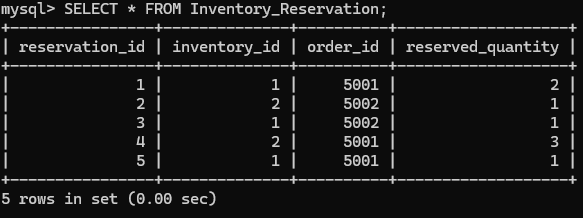 mysql> SELECT * FROM Inventory_Reservation;
+----------------+--------------+----------+-------------------+
| reservation_id | inventory_id | order_id | reserved_quantity |
+----------------+--------------+----------+-------------------+
|              1 |            1 |     5001 |                 2 |
|              2 |            2 |     5002 |                 1 |
|              3 |            1 |     5002 |                 1 |
|              4 |            2 |     5001 |                 3 |
|              5 |            1 |     5001 |                 1 |
+----------------+--------------+----------+-------------------+
5 rows in set (0.00 sec)